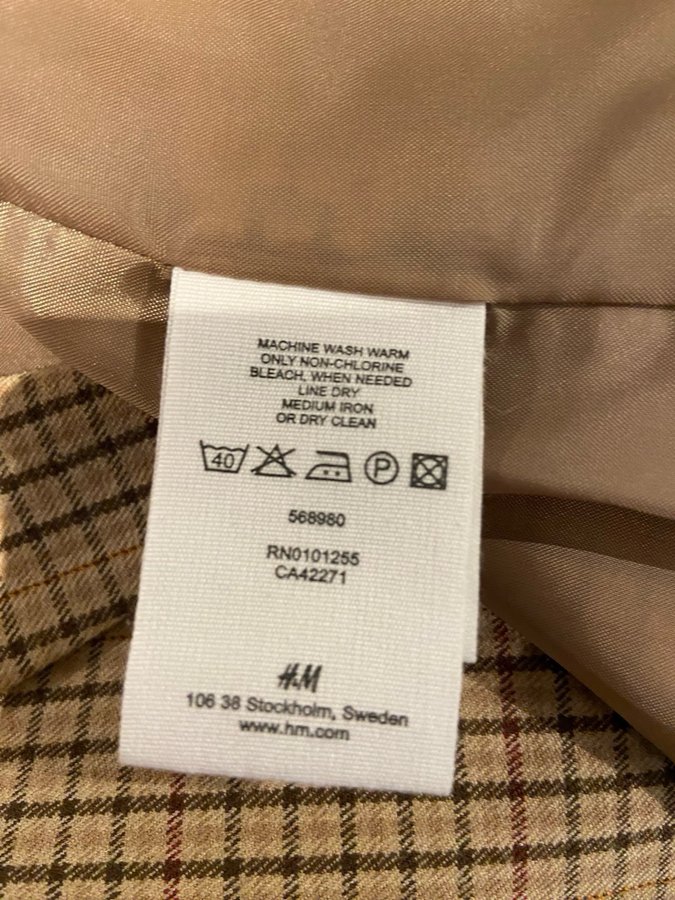 MACHINE WASH WARM
ONLY NON-CHLORINE
BLEACH, WHEN NEEDED
LINE DRY
MEDIUM IRON
OR DRY CLEAN
40 P
568980
RN0101255
CA42271
H&M
106 38 Stockholm, Sweden
www.hm.com